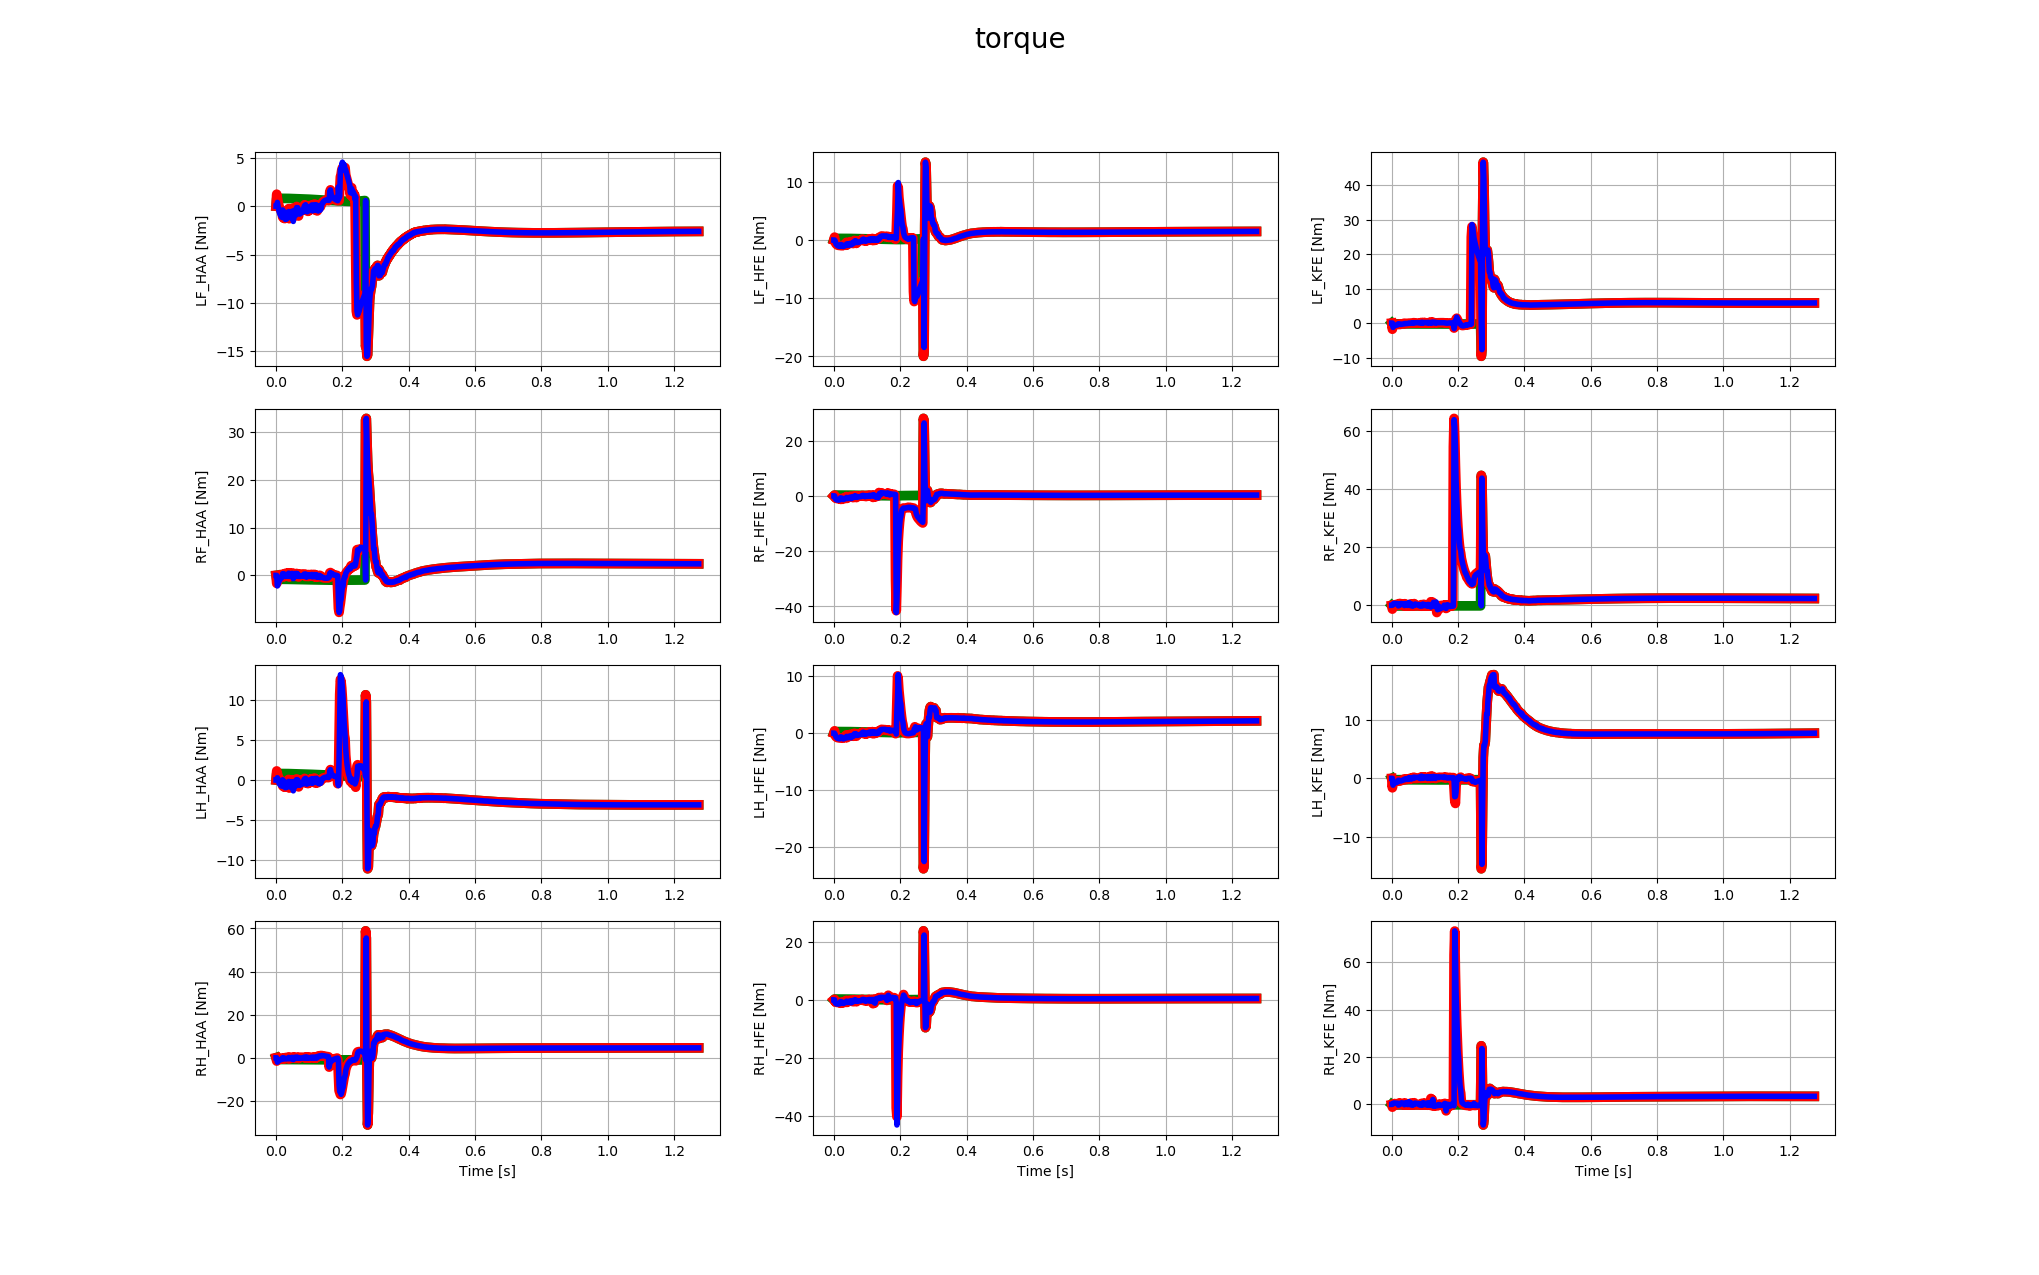 torque
LF_HAA [Nm]
5
0
−5
−10
−15
0.0 0.2 0.4 0.6 0.8 1.0 1.2
LF_HFE [Nm]
10
0
−10
−20
0.0 0.2 0.4 0.6 0.8 1.0 1.2
LF_KFE [Nm]
40
30
20
10
0
−10
0.0 0.2 0.4 0.6 0.8 1.0 1.2
RF_HAA [Nm]
30
20
10
0
0.0 0.2 0.4 0.6 0.8 1.0 1.2
RF_HFE [Nm]
20
0
−20
−40
0.0 0.2 0.4 0.6 0.8 1.0 1.2
RF_KFE [Nm]
60
40
20
0
0.0 0.2 0.4 0.6 0.8 1.0 1.2
LH_HAA [Nm]
10
5
0
−5
−10
0.0 0.2 0.4 0.6 0.8 1.0 1.2
LH_HFE [Nm]
10
0
−10
−20
0.0 0.2 0.4 0.6 0.8 1.0 1.2
LH_KFE [Nm]
10
0
−10
0.0 0.2 0.4 0.6 0.8 1.0 1.2
RH_HAA [Nm]
60
40
20
0
−20
0.0 0.2 0.4 0.6 0.8 1.0 1.2
Time [s]
RH_HFE [Nm]
20
0
−20
−40
0.0 0.2 0.4 0.6 0.8 1.0 1.2
Time [s]
RH_KFE [Nm]
60
40
20
0
0.0 0.2 0.4 0.6 0.8 1.0 1.2
Time [s]